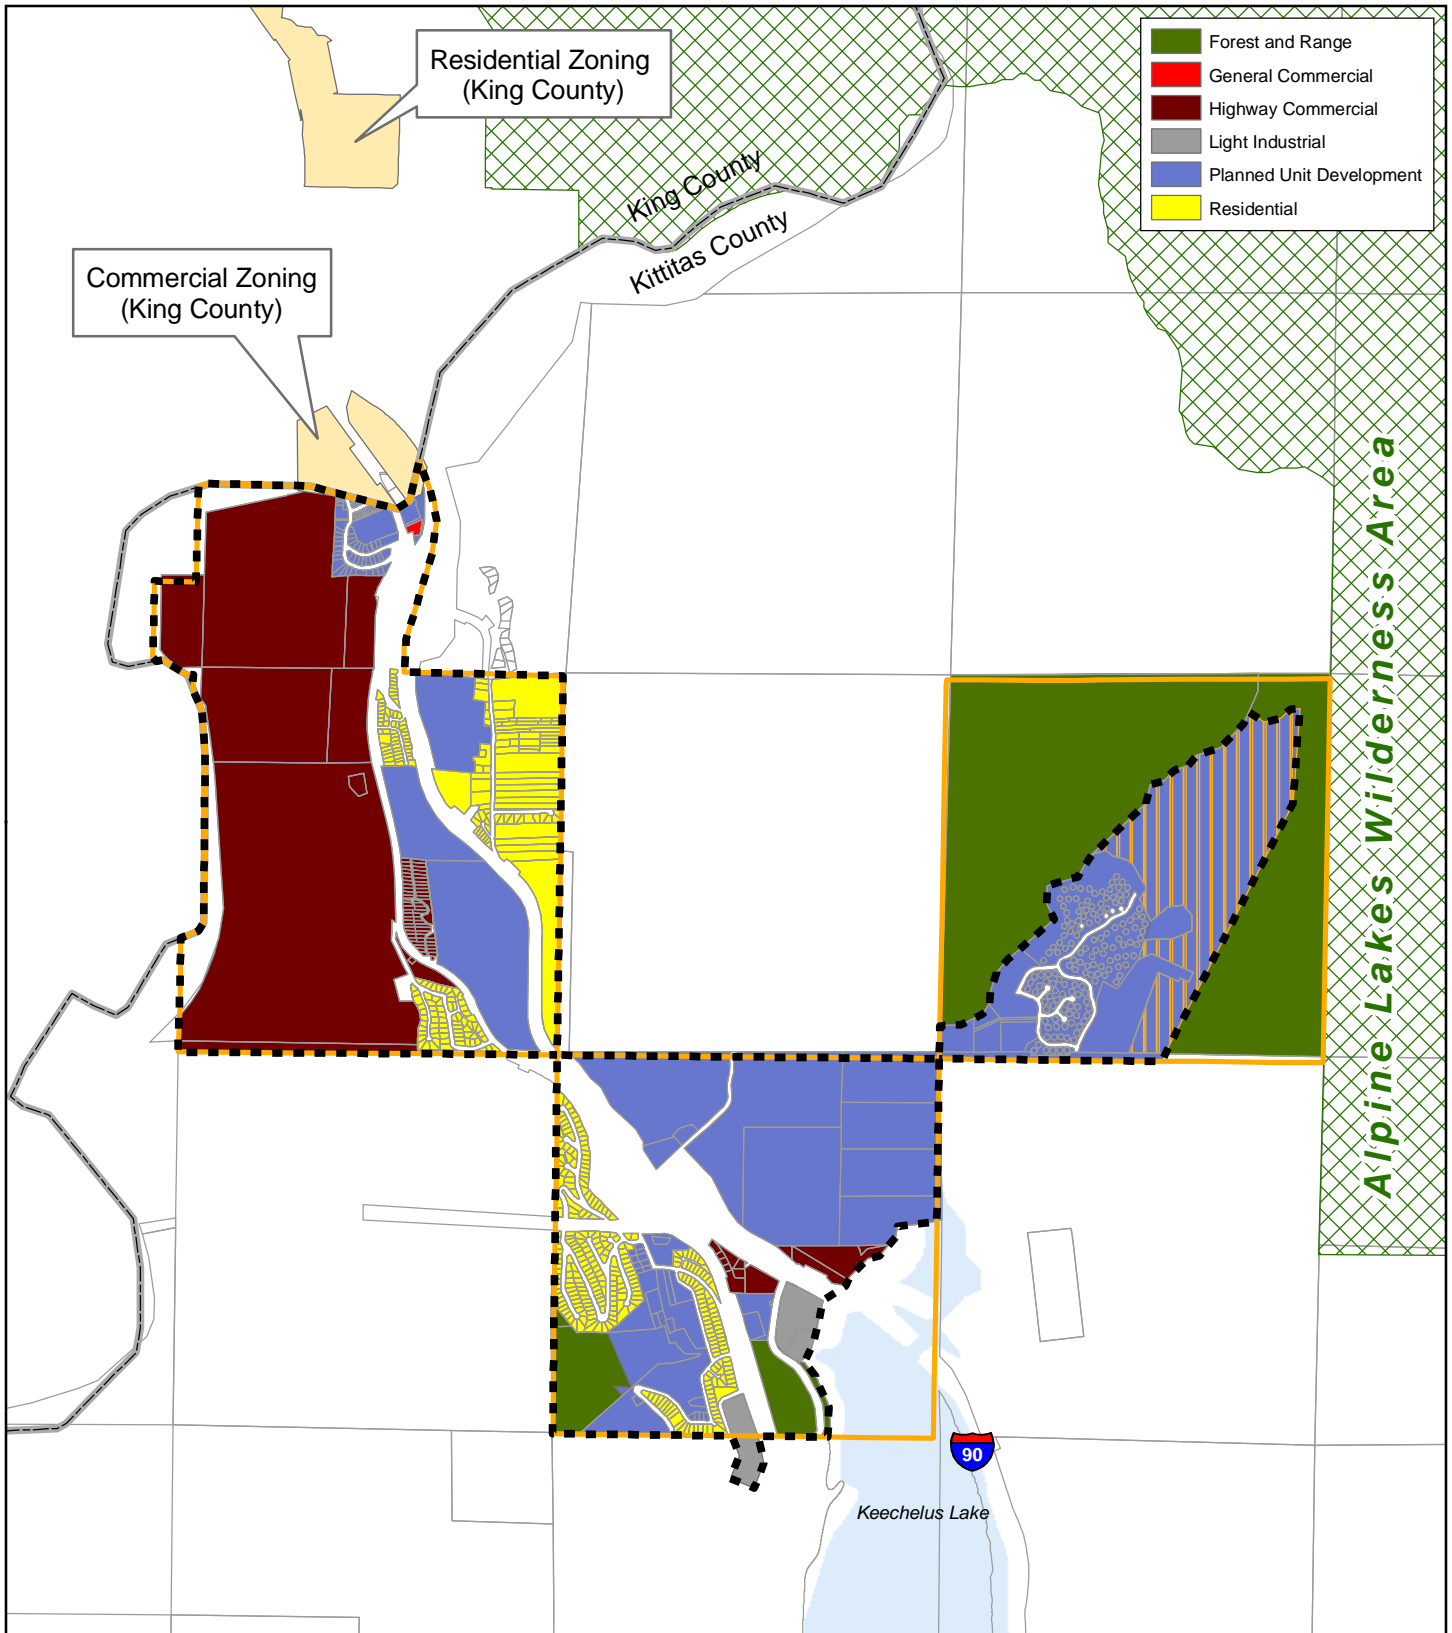 Residential Zoning
(King County)
Forest and Range
General Commercial
Highway Commercial
Light Industrial
Planned Unit Development
Residential
King County
Kittitas County
Commercial Zoning
(King County)
Alpine Lakes Wilderness Area
90
Keechelus Lake